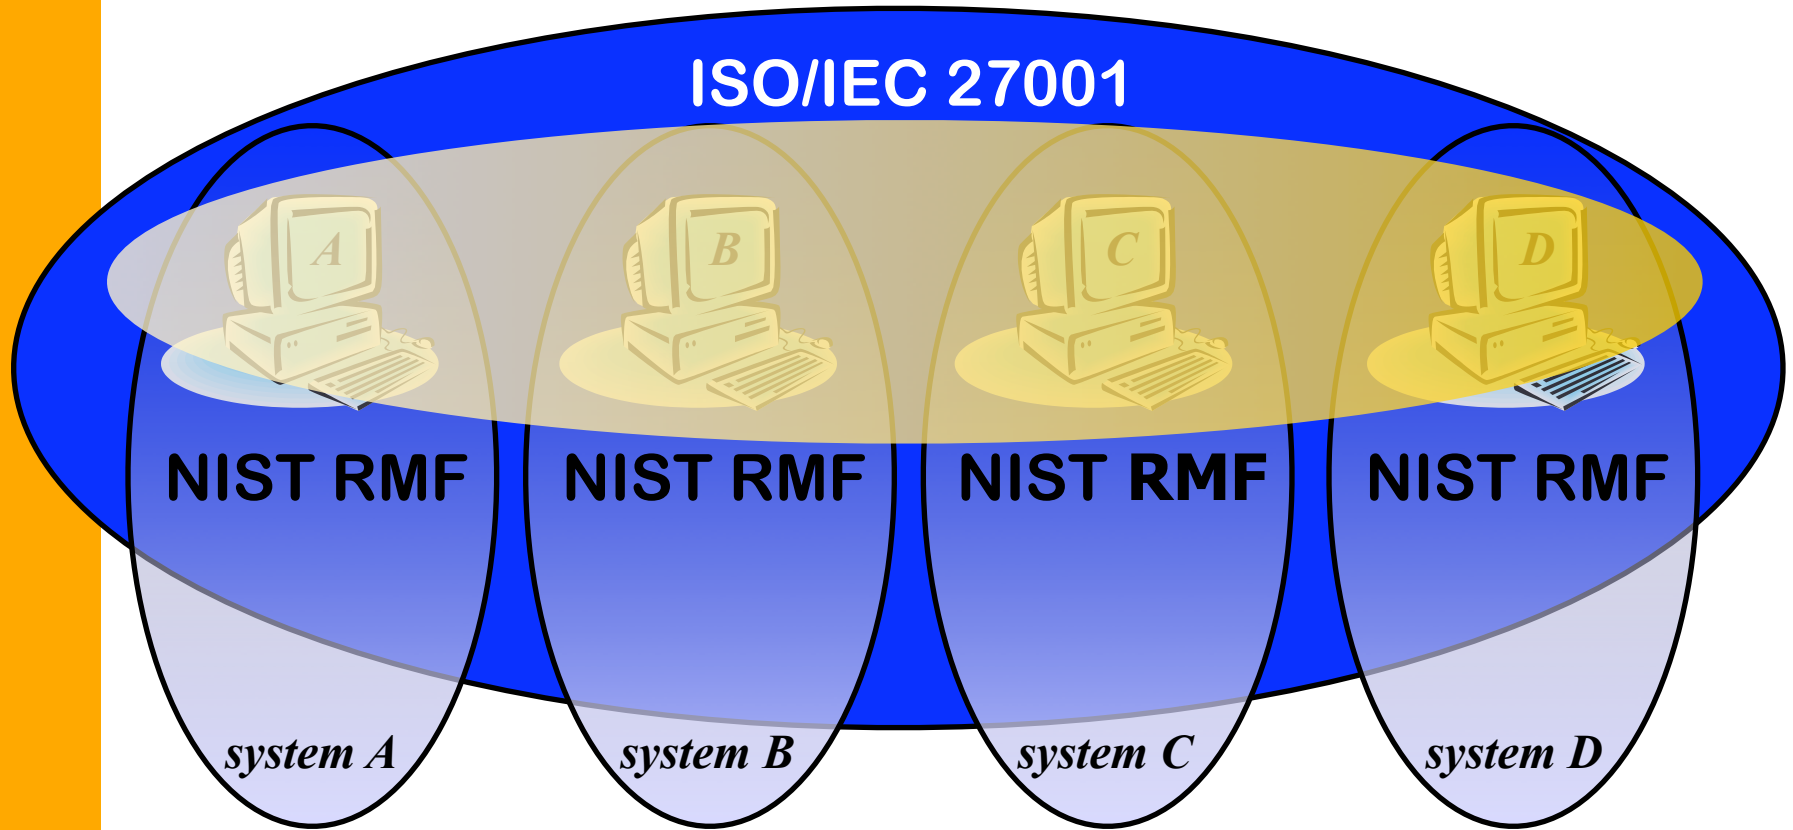 ISO/IEC 27001
A
B
C
D
NIST RMF
NIST RMF
NIST RMF
NIST RMF
system A
system B
system C
system D